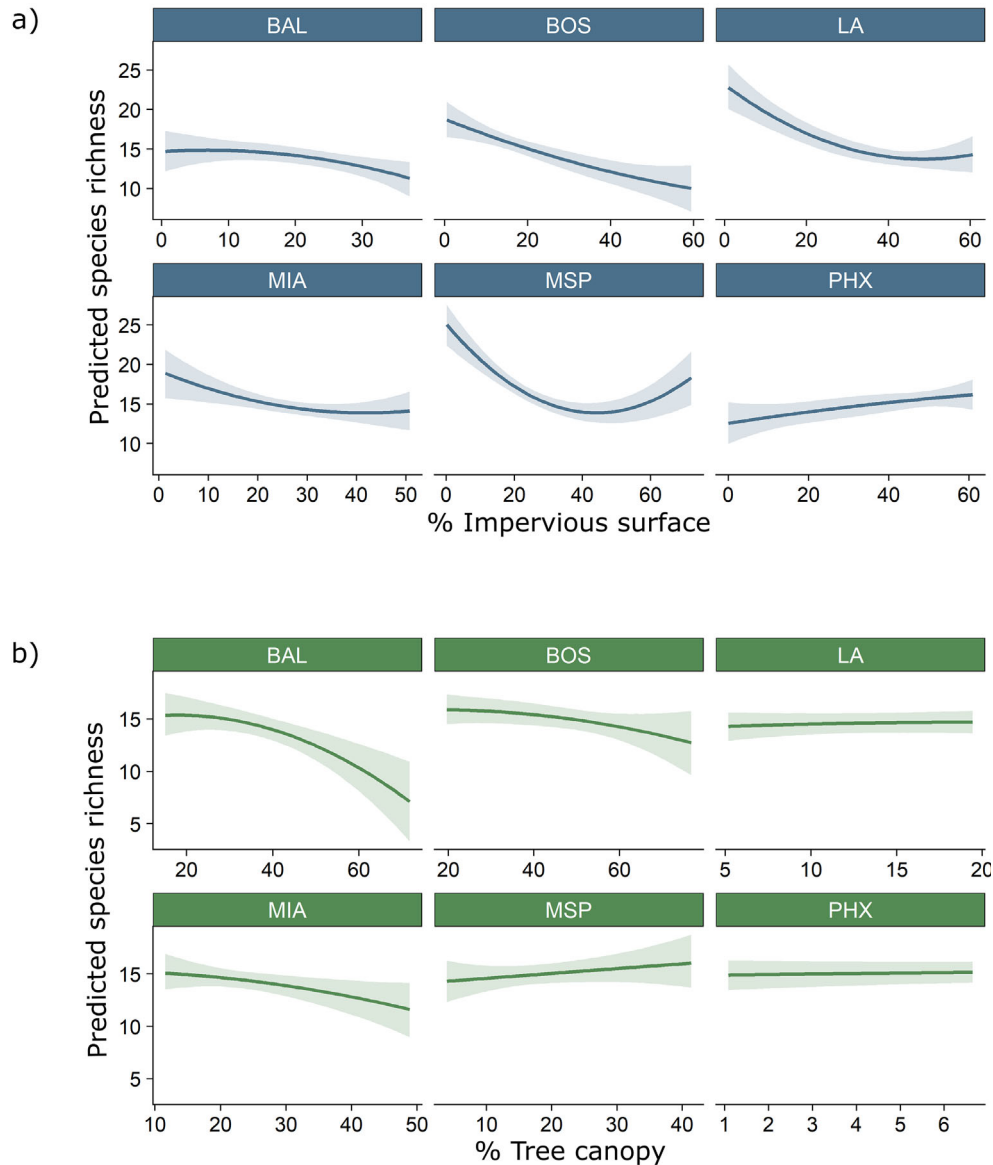 a)
BAL BOS LA
Predicted species richness
25
20
15
10
0 10 20 30
0 20 40 60
0 20 40 60
MIA MSP PHX
25
20
15
10
0 10 20 30 40 50
0 20 40 60
0 20 40 60
% Impervious surface
b)
BAL BOS LA
Predicted species richness
15
10
5
20 40 60
20 40 60
5 10 15 20
MIA MSP PHX
15
10
5
10 20 30 40 50
10 20 30 40
1 2 3 4 5 6
% Tree canopy